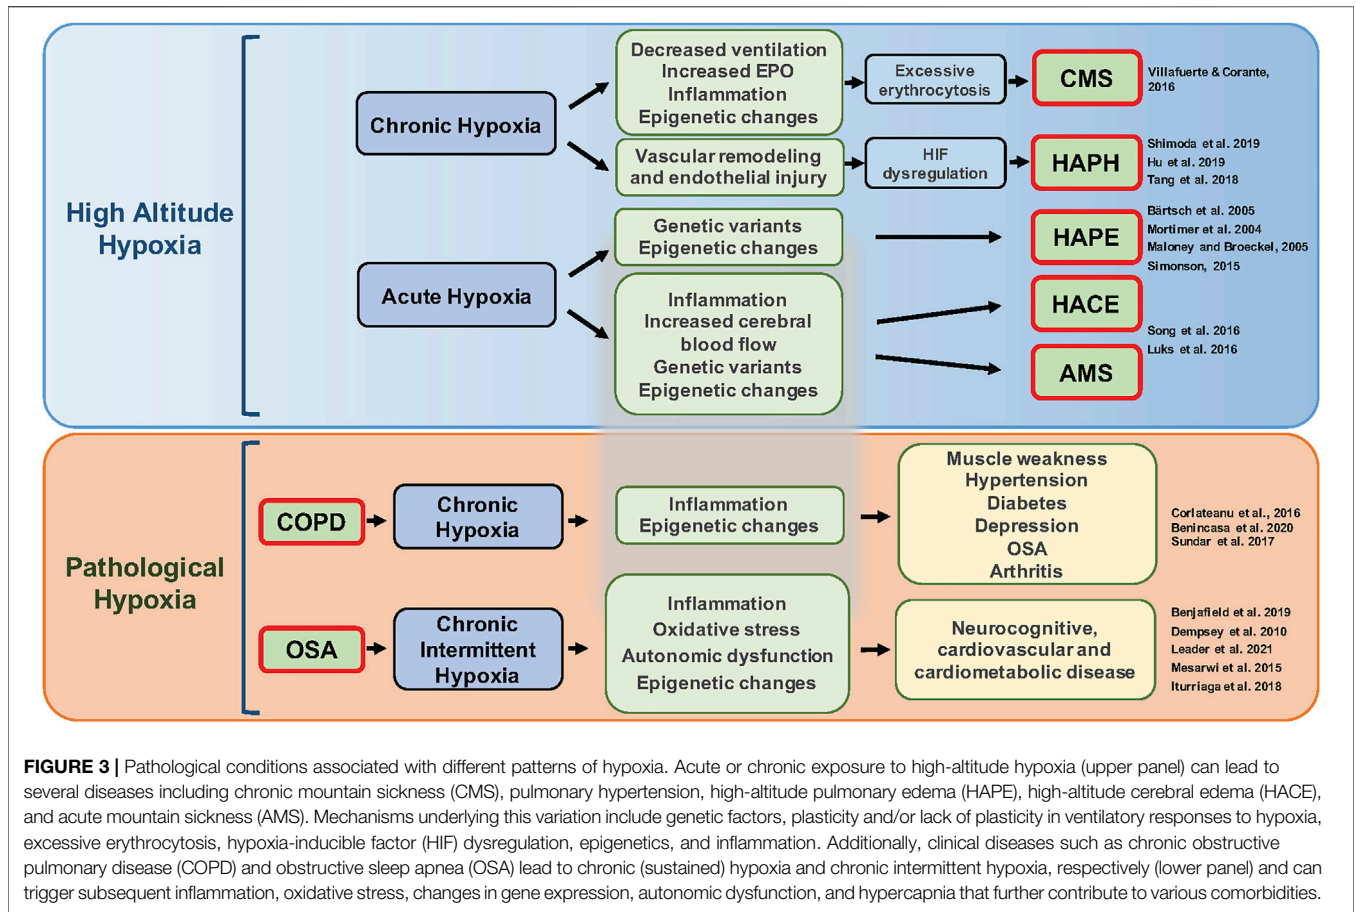 High Altitude
Hypoxia
Chronic Hypoxia
Decreased ventilation
Increased EPO
Inflammation
Epigenetic changes
Excessive
erythrocytosis
CMS
Villafuerte & Corante,
2016
Vascular remodeling
and endothelial injury
HIF
dysregulation
HAPH
Shimoda et al. 2019
Hu et al. 2019
Tang et al. 2018
Acute Hypoxia
Genetic variants
Epigenetic changes
HAPE
Bärtsch et al. 2005
Mortimer et al. 2004
Maloney and Broeckel, 2005
Simonson, 2015
Inflammation
Increased cerebral
blood flow
Genetic variants
Epigenetic changes
HACE
AMS
Song et al. 2016
Luks et al. 2016
Pathological
Hypoxia
COPD
Chronic
Hypoxia
Inflammation
Epigenetic changes
Muscle weakness
Hypertension
Diabetes
Depression
OSA
Arthritis
Corlateanu et al., 2016
Benincasa et al. 2020
Sundar et al. 2017
OSA
Chronic
Intermittent
Hypoxia
Inflammation
Oxidative stress
Autonomic dysfunction
Epigenetic changes
Neurocognitive,
cardiovascular and
cardiometabolic disease
Benjafield et al. 2019
Dempsey et al. 2010
Leader et al. 2021
Mesarwi et al. 2015
Iturriaga et al. 2018
FIGURE 3 | Pathological conditions associated with different patterns of hypoxia. Acute or chronic exposure to high-altitude hypoxia (upper panel) can lead to
several diseases including chronic mountain sickness (CMS), pulmonary hypertension, high-altitude pulmonary edema (HAPE), high-altitude cerebral edema (HACE),
and acute mountain sickness (AMS). Mechanisms underlying this variation include genetic factors, plasticity and/or lack of plasticity in ventilatory responses to hypoxia,
excessive erythrocytosis, hypoxia-inducible factor (HIF) dysregulation, epigenetics, and inflammation. Additionally, clinical diseases such as chronic obstructive
pulmonary disease (COPD) and obstructive sleep apnea (OSA) lead to chronic (sustained) hypoxia and chronic intermittent hypoxia, respectively (lower panel) and can
trigger subsequent inflammation, oxidative stress, changes in gene expression, autonomic dysfunction, and hypercapnia that further contribute to various comorbidities.